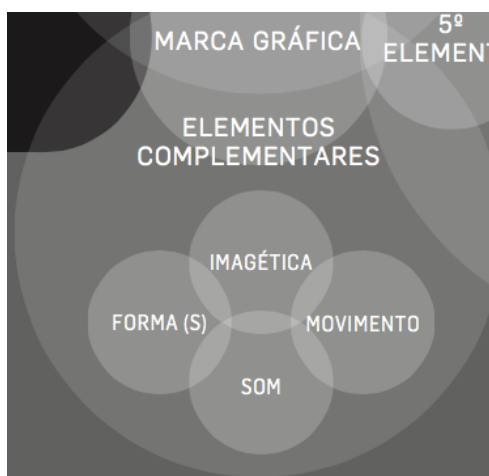 MARCA GRÁFICA
5º
ELEMENT
ELEMENTOS
COMPLEMENTARES
IMAGÉTICA
FORMA (S)
MOVIMENTO
SOM